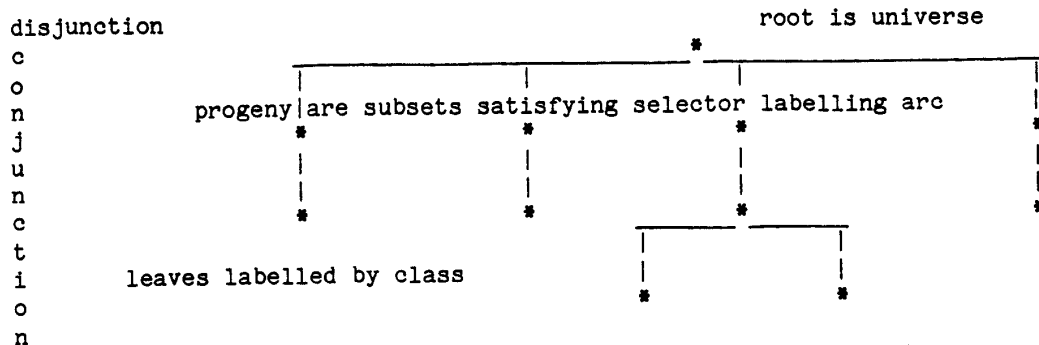 root is universe
disjunction
c
o
n
j
u
n
c
t
i
o
n
progeny are subsets satisfying selector labelling arc
leaves labelled by class